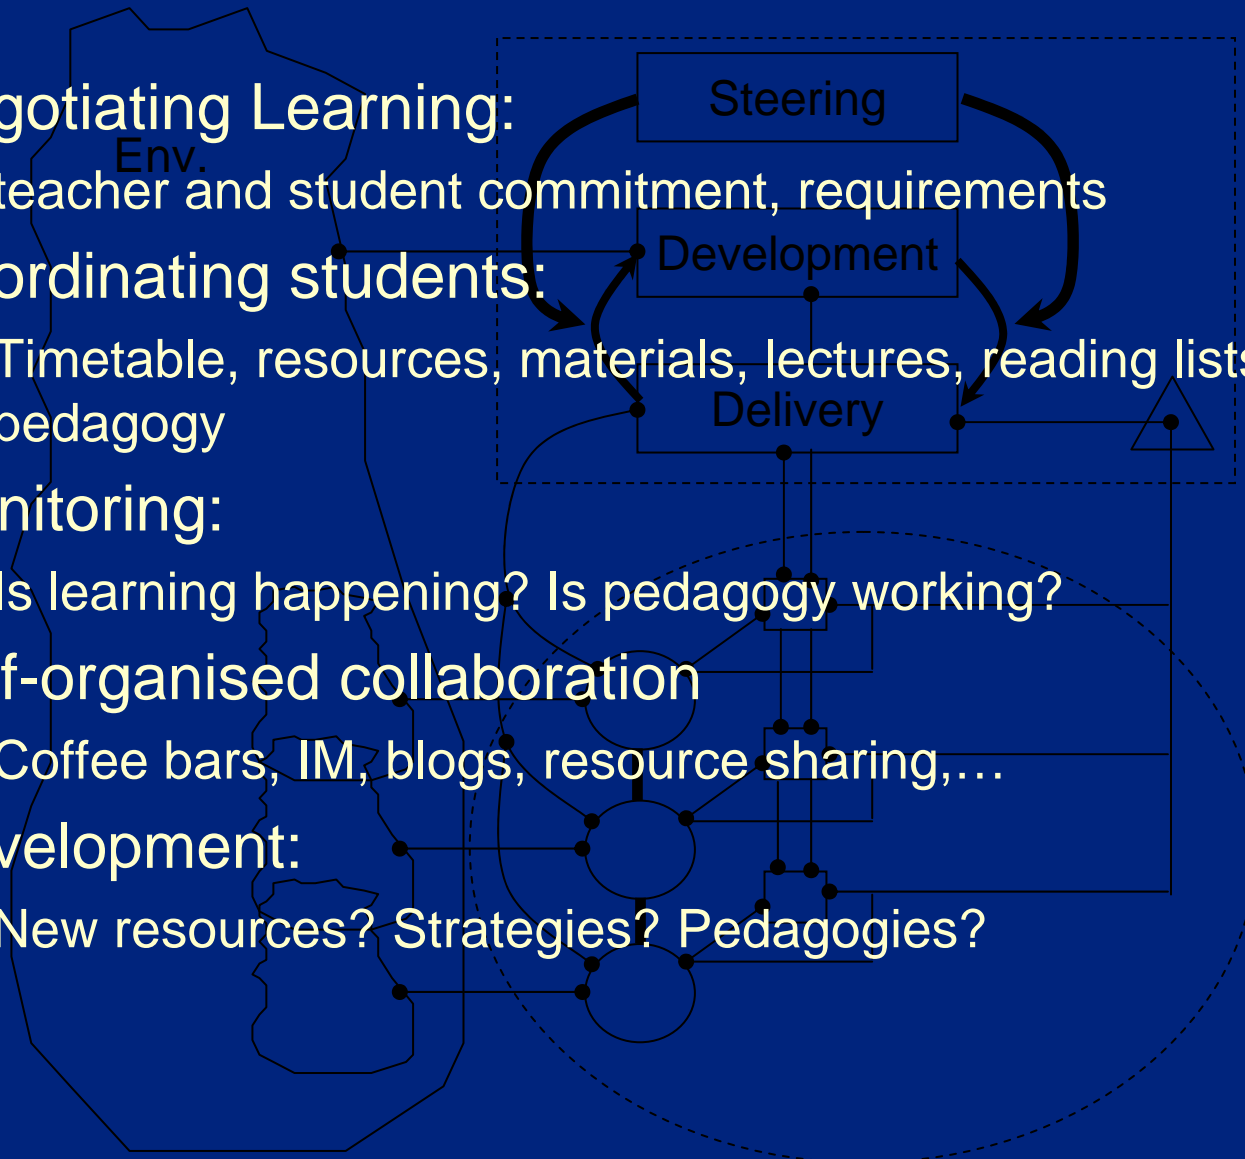 gotiating Learning:
teacher and student commitment, requirements
ordinating students:
Timetable, resources, materials, lectures, reading lists
pedagogy
nitoring:
Is learning happening? Is pedagogy working?
f-organised collaboration
Coffee bars, IM, blogs, resource sharing,…
velopment:
New resources? Strategies? Pedagogies?
Env.
Steering
Development
Delivery